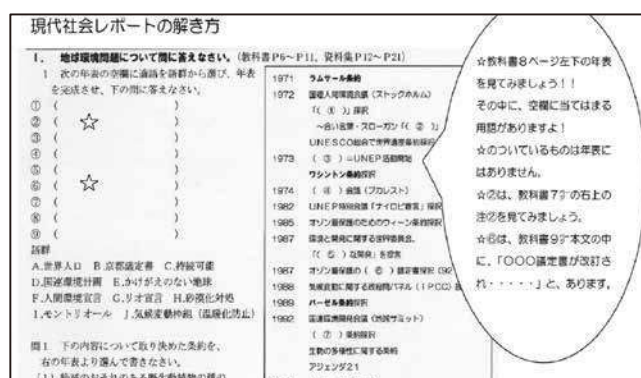 現代社会レポートの解き方
1. 地球環境問題について問に答えなさい。(教科書P6~P11、資料集P12~P21)
1 次の年表の空欄に適語を語群から選び、年表
を完成させ、下の問に答えなさい。
① ( )
② ( ☆ )
③ ( )
④ ( )
⑤ ( )
⑥ ( ☆ )
⑦ ( )
⑧ ( )
⑨ ( )
語群
A.世界人口 B.京都議定書 C.持続可能
D.国連環境計画 E.かけがえのない地球
F.人間環境宣言 G.リオ宣言 H.砂漠化対処
I.モントリオール J.気候変動枠組(温暖化防止)
問1 下の内容について取り決めた条約を、
右の年表より選んで書きなさい。
1971 ラムサール条約
1972 国連人間環境会議(ストックホルム)
「( ① )」採択
~合い言葉・スローガン「( ② )」
UNESCO総会で世界遺産条約採択
1973 ( ③ )=UNEP活動開始
ワシントン条約採択
1974 ( ④ )会議(ブカレスト)
1982 UNEP特別会議「ナイロビ宣言」採択
1985 オゾン層保護のためのウィーン条約採択
1987 環境と開発に関する世界委員会、
「( ⑤ )な開発」を提言
1987 オゾン層保護の( ⑥ )議定書採択(92
1988 気候変動に関する政府間パネル(IPCC)
1989 バーゼル条約採択
1992 国連環境開発会議(地球サミット)
( ⑦ )条約採択
生物の多様性に関する条約
アジェンダ21
☆教科書8ページ左下の年表
を見てみましょう!!
その中に、空欄に当てはまる
用語がありますよ!
☆のついているものは年表に
はありません。
☆②は、教科書7㌻の右上の
注②を見てみましょう。
☆⑥は、教科書9㌻本文の中
に、「〇〇〇議定書が改訂さ
れ・・・・・」と、あります。